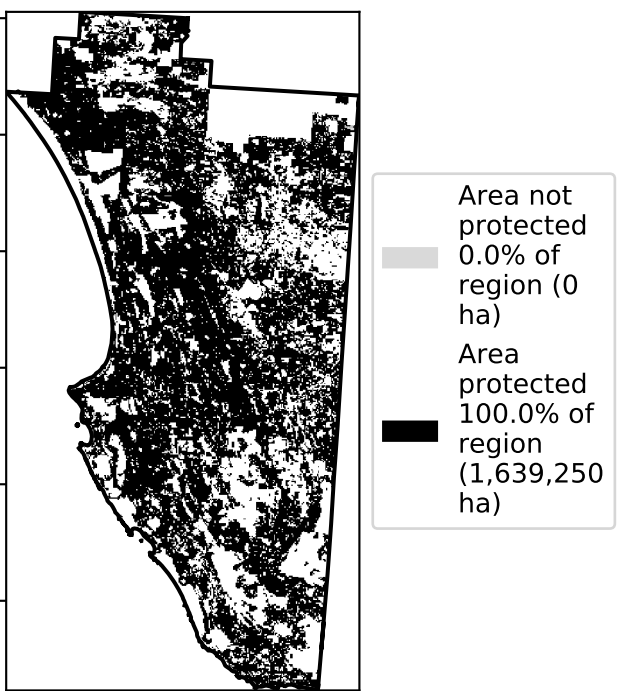 Area not
protected
0.0% of
region (0
ha)
Area
protected
100.0% of
region
(1,639,250
ha)